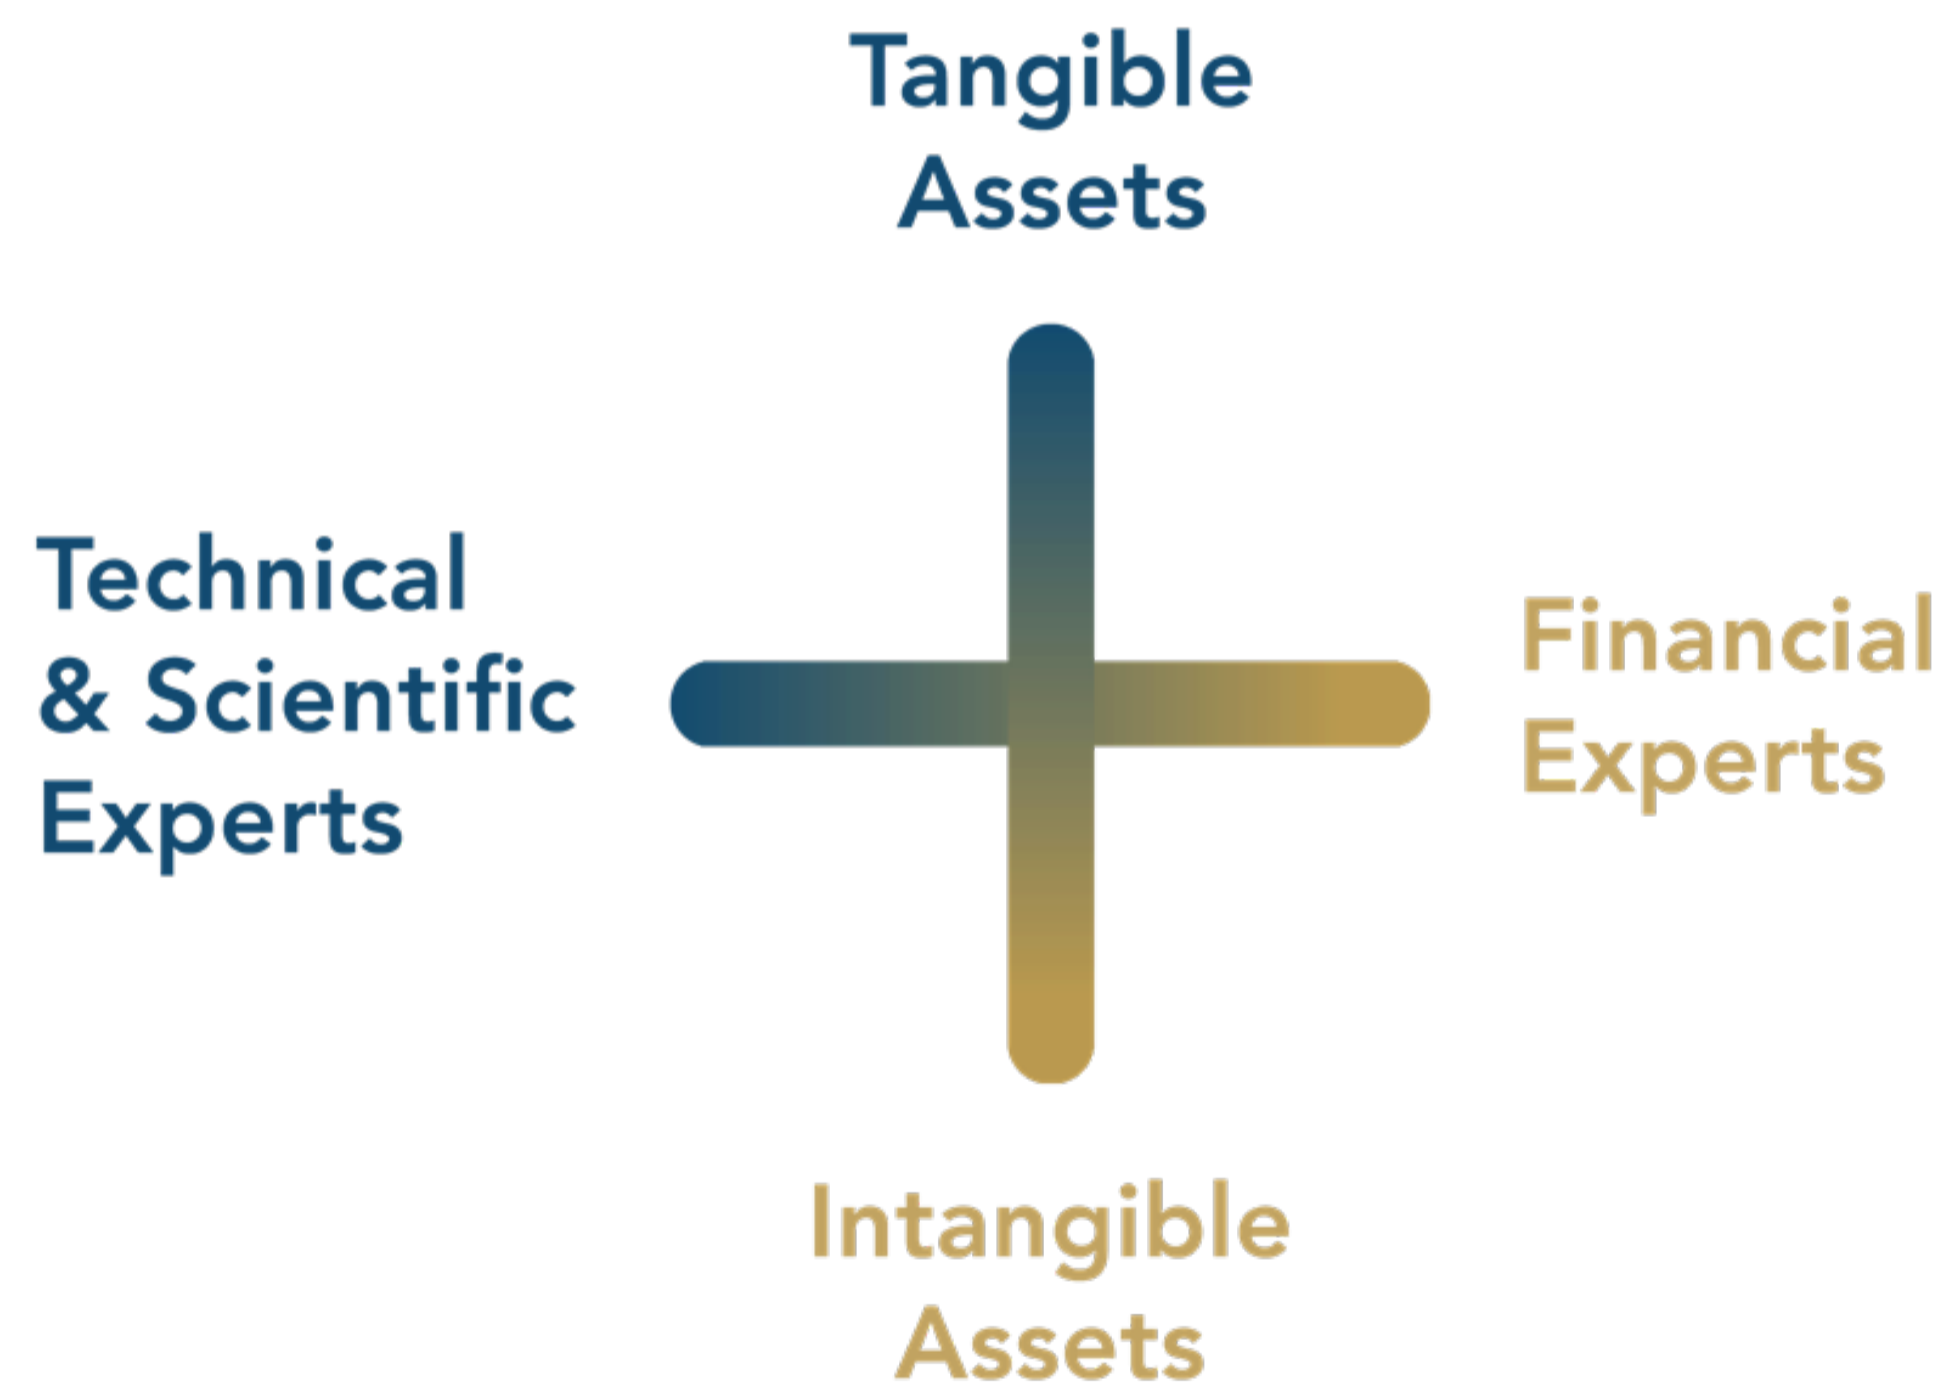 Tangible
Assets
Technical
& Scientific
Experts
Financial
Experts
Intangible
Assets